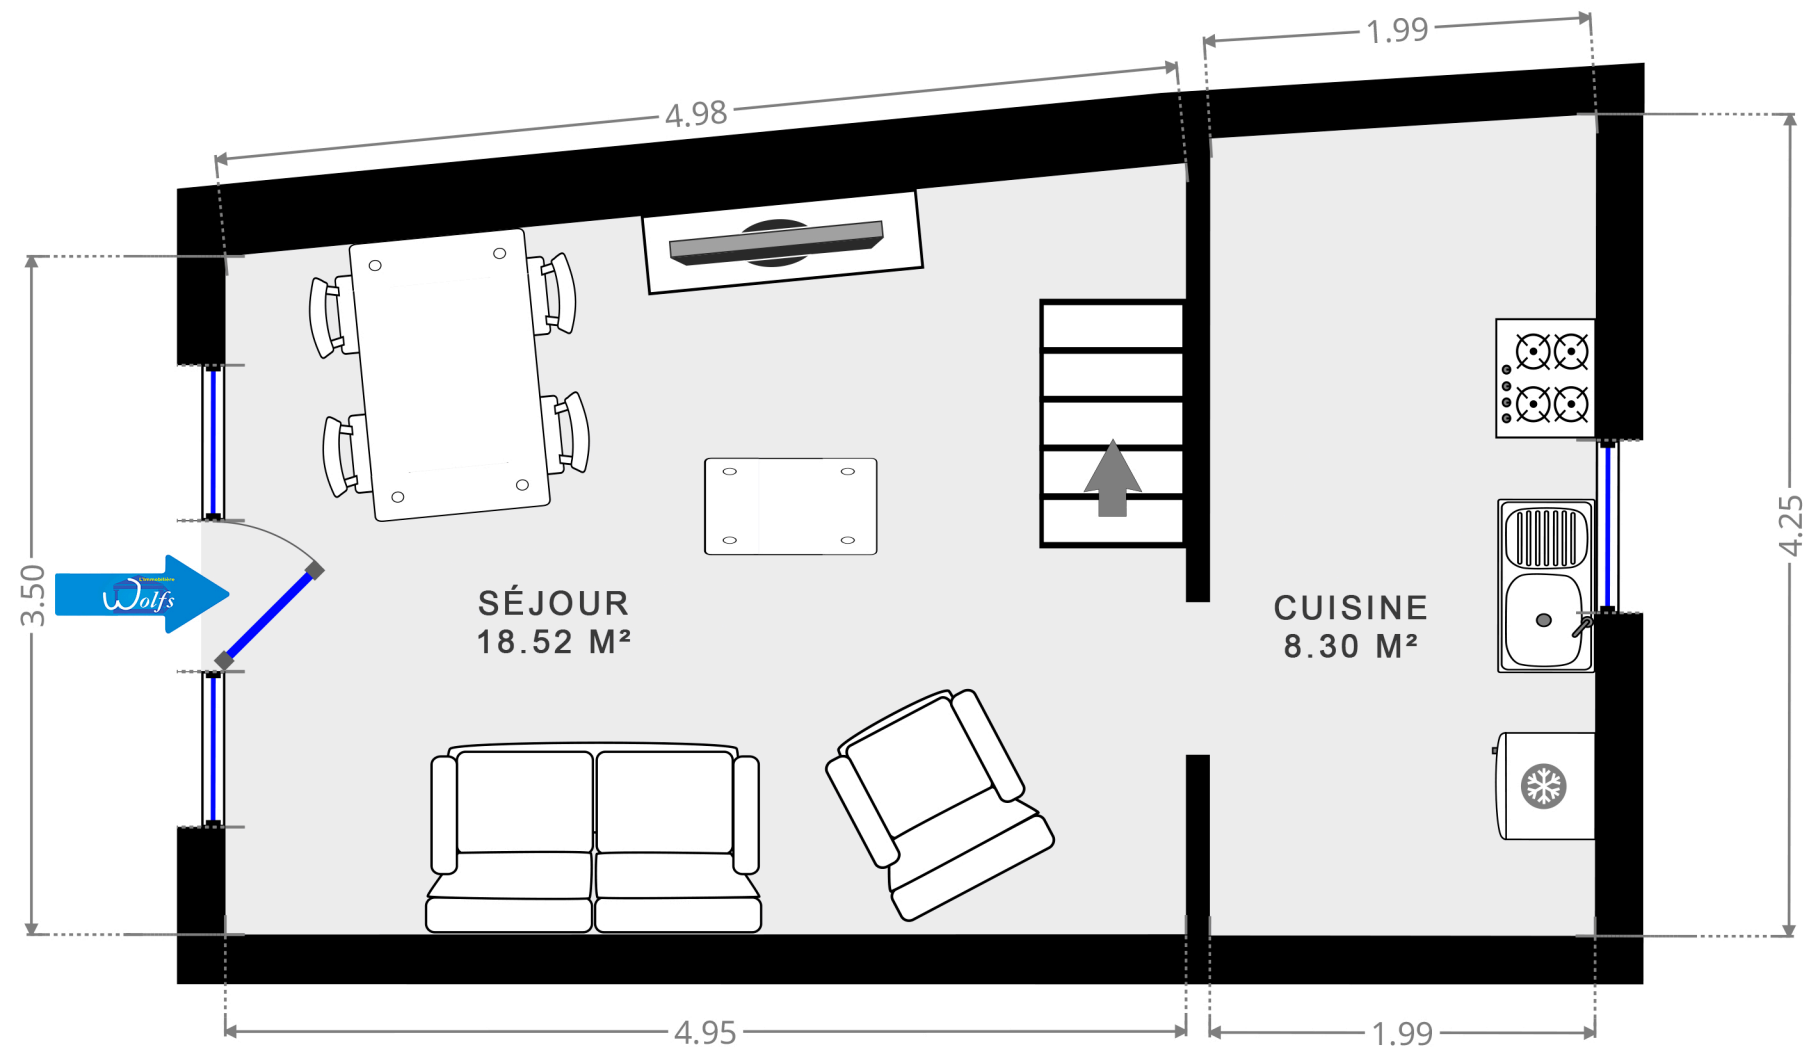 1.99
4.98
4.25
3.50
L'immobilière
Wolfs
SÉJOUR
18.52 M²
CUISINE
8.30 M²
4.95
1.99